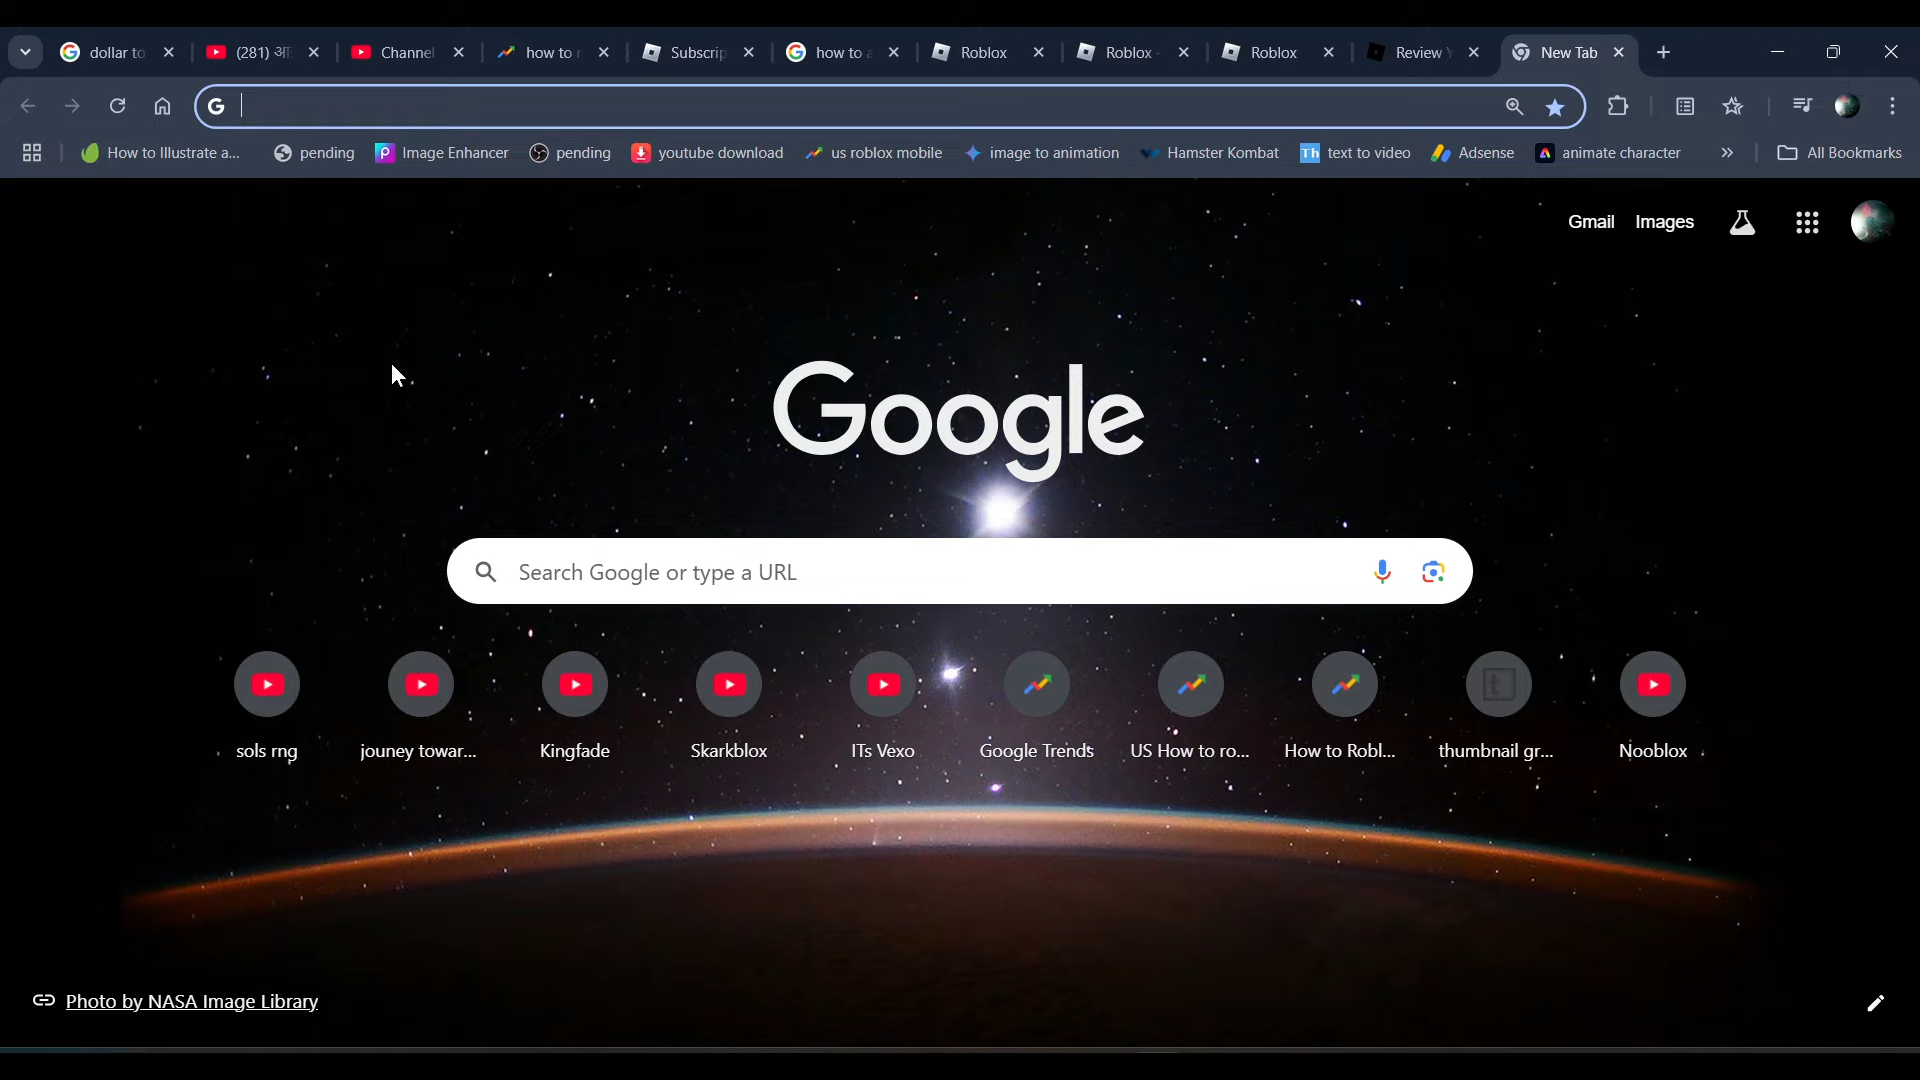 dollar to
(281) अ
Channel
how to r
Subscrip
how to a
Roblox
Roblox -
Roblox
Review Y
New Tab
How to Illustrate a...
pending
Image Enhancer
pending
youtube download
us roblox mobile
image to animation
Hamster Kombat
Th
text to video
Adsense
animate character
All Bookmarks
Gmail
Images
Google
Search Google or type a URL
sols rng
jouney towar...
Kingfade
Skarkblox
ITs Vexo
Google Trends
US How to ro...
How to Robl...
thumbnail gr...
Nooblox
Photo by NASA Image Library